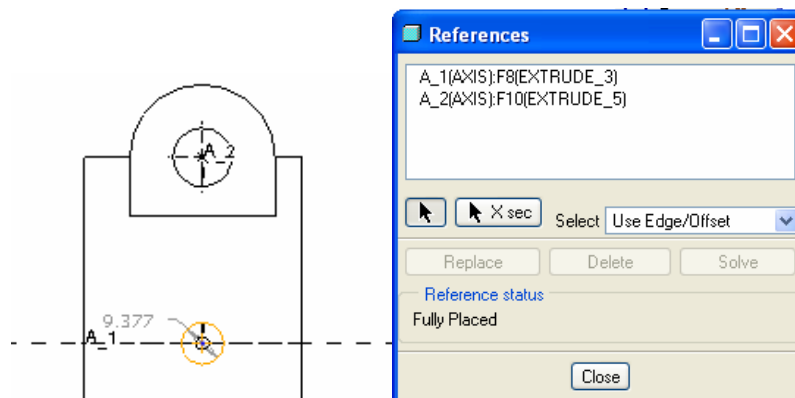 References
A_1(AXIS):F8(EXTRUDE_3)
A_2(AXIS):F10(EXTRUDE_5)
A_2
X sec
Select Use Edge/Offset
Replace Delete Solve
Reference status
9.377
Fully Placed
A_1
Close